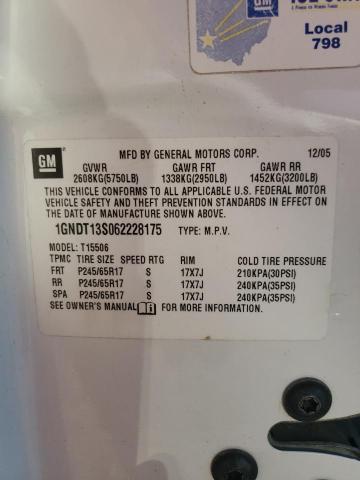 GM
Local
798
GM
MFD BY GENERAL MOTORS CORP. 12/05
GVWR GAWR FRT GAWR RR
2608KG(5750LB) 1338KG(2950LB) 1452KG(3200LB)
THIS VEHICLE CONFORMS TO ALL APPLICABLE U.S. FEDERAL MOTOR
VEHICLE SAFETY AND THEFT PREVENTION STANDARDS IN EFFECT ON
THE DATE OF MANUFACTURE SHOWN ABOVE.
1GNDT13S062228175 TYPE: M.P.V.
MODEL: T15506
TPMC TIRE SIZE SPEED RTG RIM COLD TIRE PRESSURE
FRT P245/65R17 S 17X7J 210KPA(30PSI)
RR P245/65R17 S 17X7J 240KPA(35PSI)
SPA P245/65R17 S 17X7J 240KPA(35PSI)
SEE OWNER'S MANUAL FOR MORE INFORMATION.